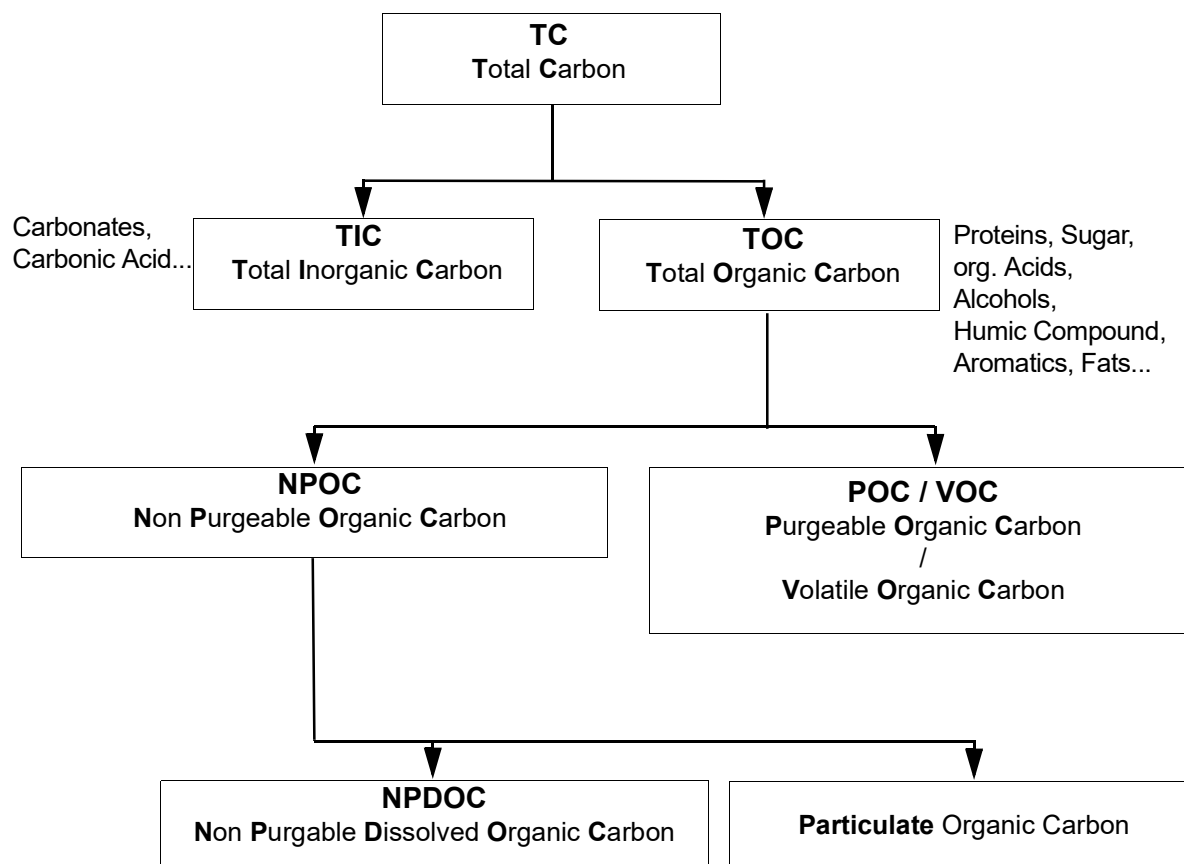 TC
Total Carbon
Carbonates,
Carbonic Acid...
TIC
Total Inorganic Carbon
TOC
Total Organic Carbon
Proteins, Sugar,
org. Acids,
Alcohols,
Humic Compound,
Aromatics, Fats...
NPOC
Non Purgeable Organic Carbon
POC / VOC
Purgeable Organic Carbon
/
Volatile Organic Carbon
NPDOC
Non Purgable Dissolved Organic Carbon
Particulate Organic Carbon